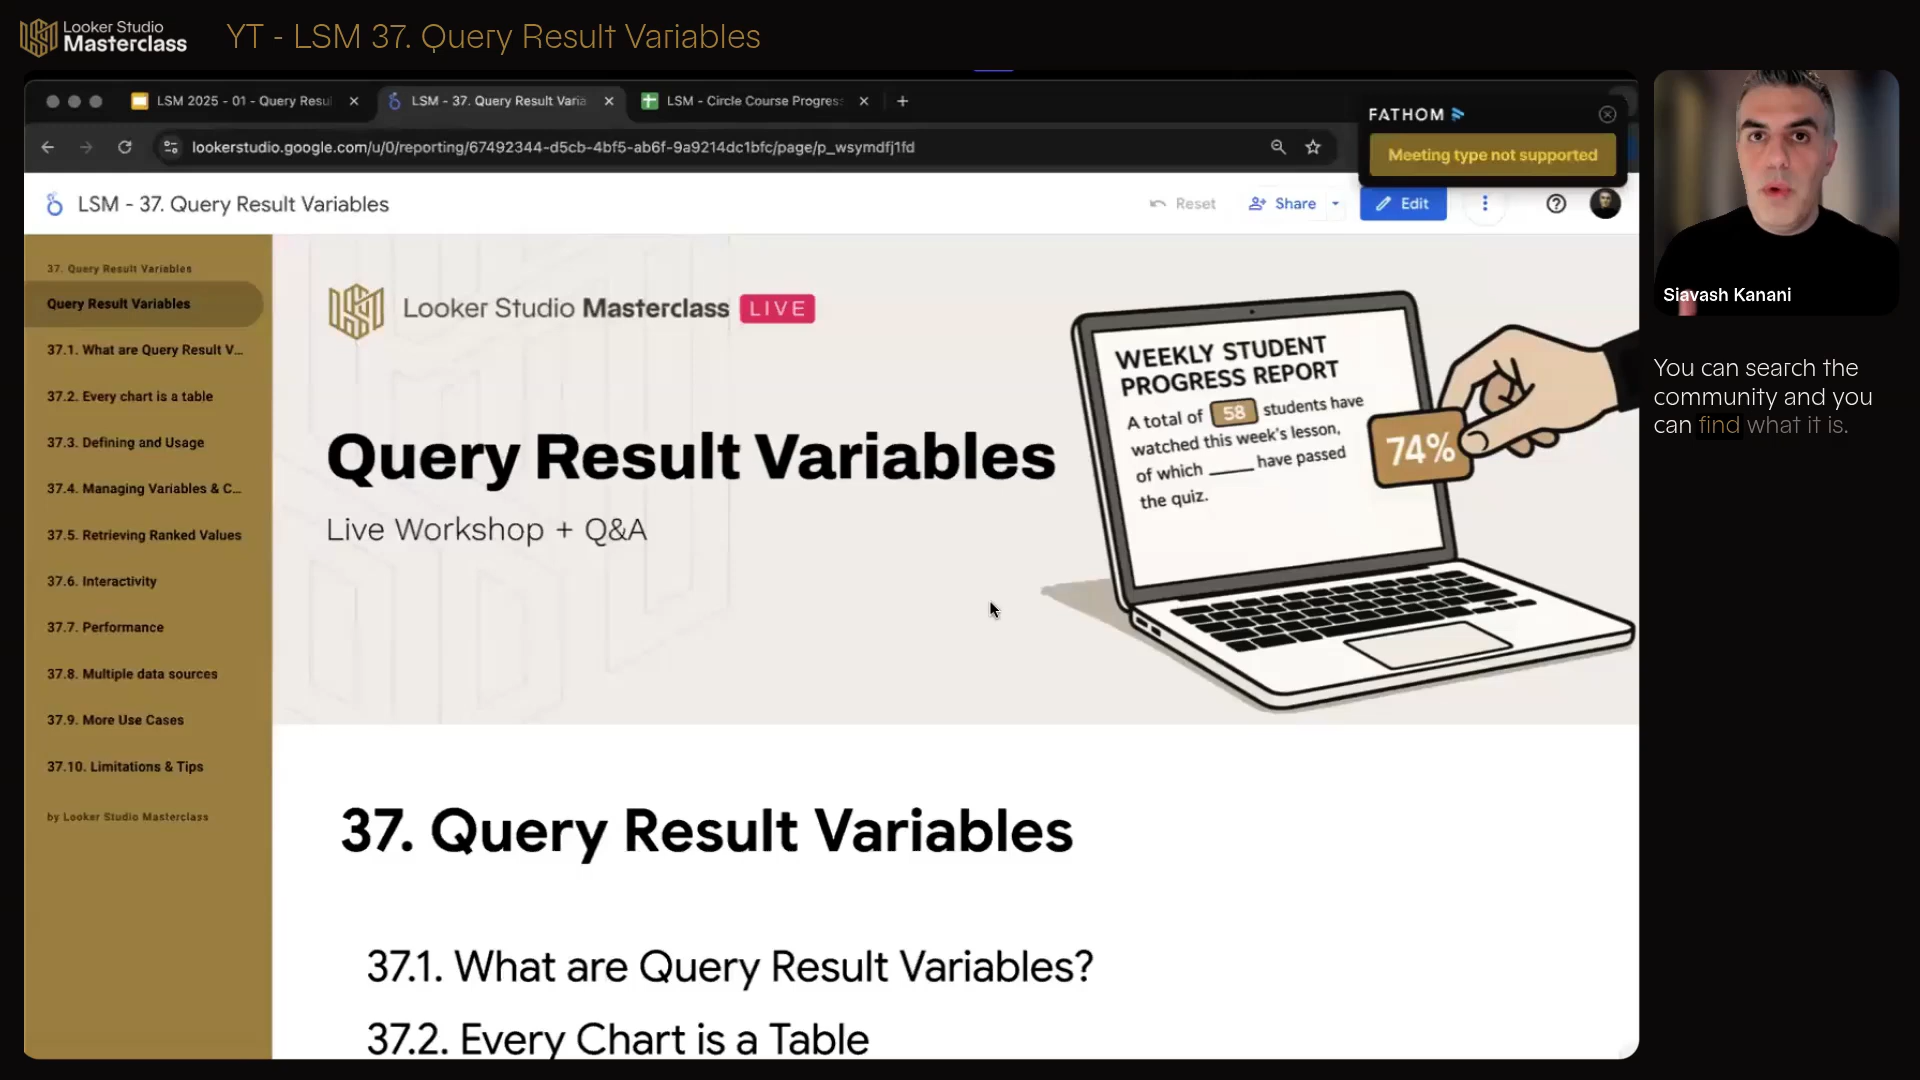 Looker Studio
Masterclass
YT - LSM 37. Query Result Variables
LSM 2025 - 01 - Query Resu
LSM - 37. Query Result Varia
LSM - Circle Course Progres
FATHOM
Meeting type not supported
lookerstudio.google.com/u/0/reporting/67492344-d5cb-4bf5-ab6f-9a9214dc1bfc/page/p_wsymdfj1fd
LSM - 37. Query Result Variables
Reset
Share
Edit
37. Query Result Variables
Query Result Variables
37.1. What are Query Result V...
37.2. Every chart is a table
37.3. Defining and Usage
37.4. Managing Variables & C...
37.5. Retrieving Ranked Values
37.6. Interactivity
37.7. Performance
37.8. Multiple data sources
37.9. More Use Cases
37.10. Limitations & Tips
by Looker Studio Masterclass
Looker Studio Masterclass LIVE
Query Result Variables
Live Workshop + Q&A
WEEKLY STUDENT
PROGRESS REPORT
A total of 58 students have
watched this week's lesson,
of which _____ have passed
the quiz.
74%
37. Query Result Variables
37.1. What are Query Result Variables?
37.2. Every Chart is a Table
Siavash Kanani
You can search the
community and you
can find what it is.